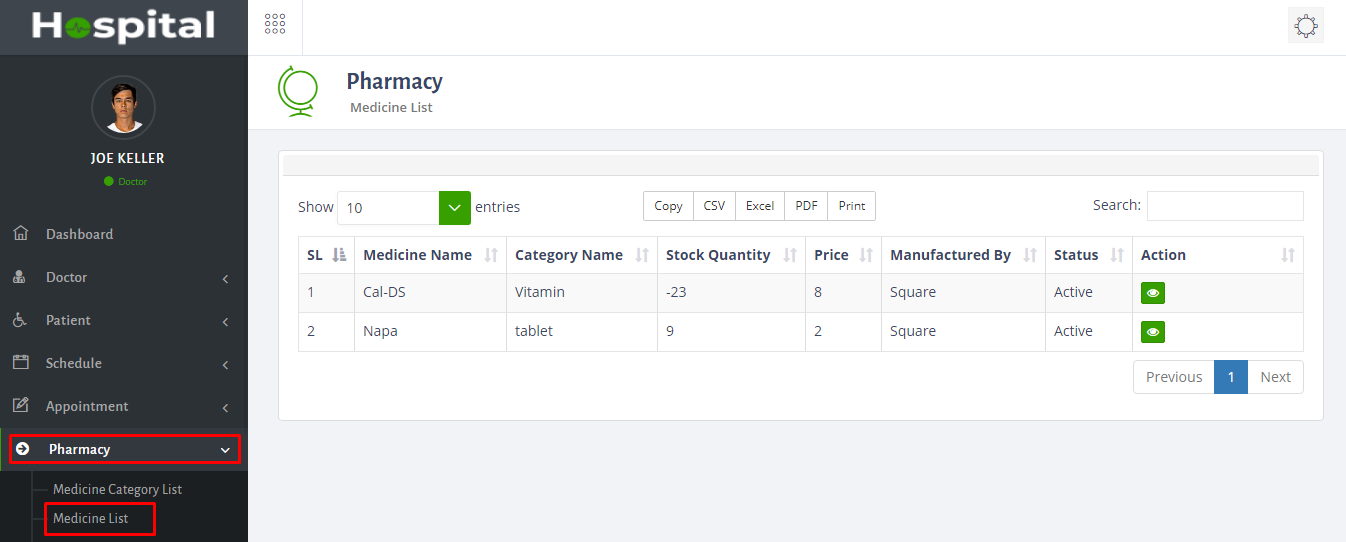 Hospital
JOE KELLER
Doctor
Dashboard
Doctor
Patient
Schedule
Appointment
Pharmacy
Medicine Category List
Medicine List
Pharmacy
Medicine List
Show 10 entries Copy CSV Excel PDF Print Search:
SL Medicine Name Category Name Stock Quantity Price Manufactured By Status Action
1 Cal-DS Vitamin -23 8 Square Active
2 Napa tablet 9 2 Square Active
Previous 1 Next